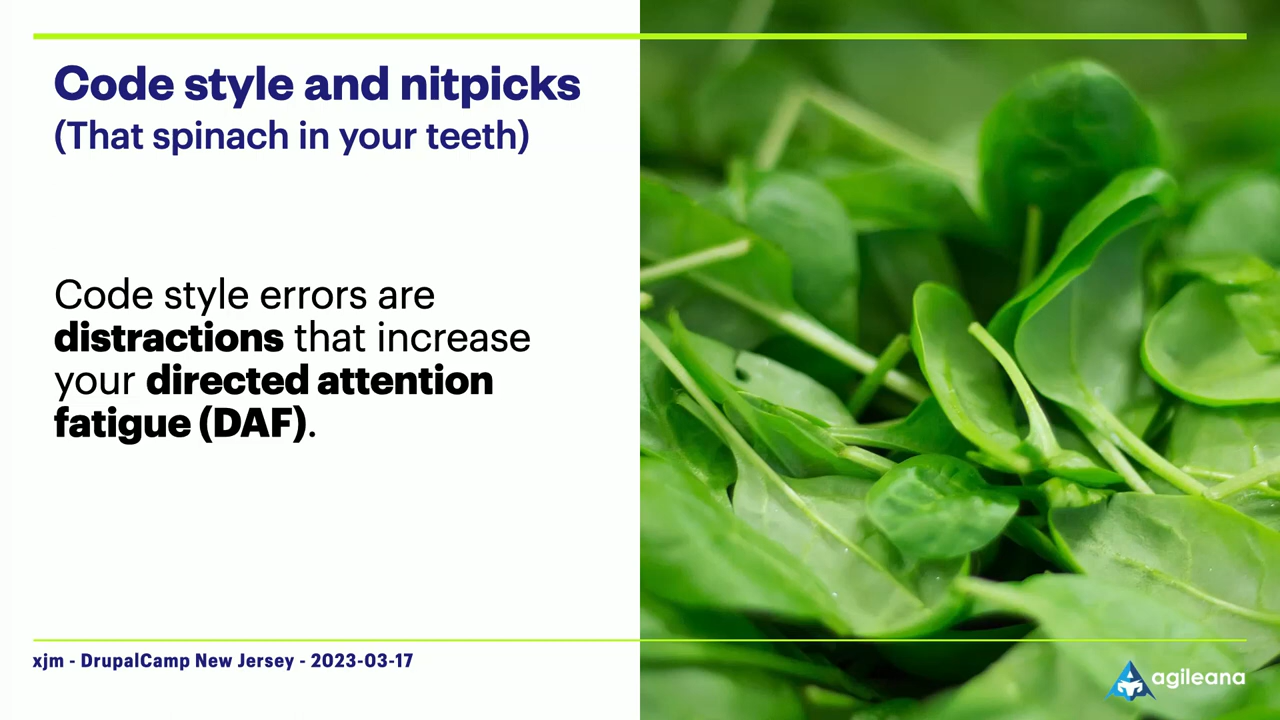 Code style and nitpicks
(That spinach in your teeth)
Code style errors are
distractions that increase
your directed attention
fatigue (DAF).
xjm - DrupalCamp New Jersey - 2023-03-17
agileana